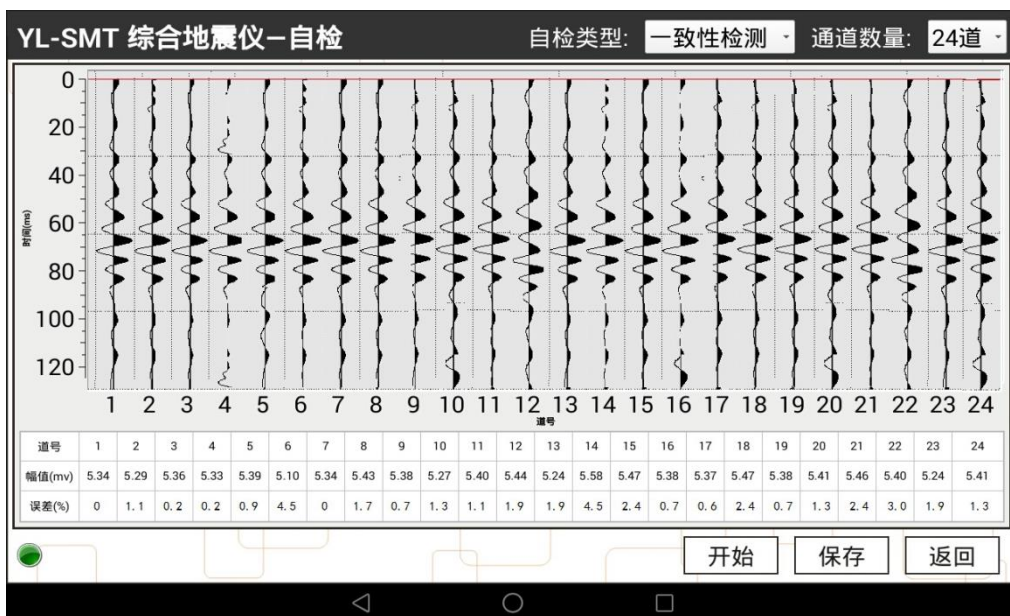 YL-SMT 综合地震仪–自检 自检类型: 一致性检测 通道数量: 24道
0
20
40
60
80
100
120
时间(ms)
1 2 3 4 5 6 7 8 9 10 11 12 13 14 15 16 17 18 19 20 21 22 23 24
道号
道号 1 2 3 4 5 6 7 8 9 10 11 12 13 14 15 16 17 18 19 20 21 22 23 24
幅值(mv) 5.34 5.29 5.36 5.33 5.39 5.10 5.34 5.43 5.38 5.27 5.40 5.44 5.24 5.58 5.47 5.38 5.37 5.47 5.38 5.41 5.46 5.40 5.24 5.41
误差(%) 0 1.1 0.2 0.2 0.9 4.5 0 1.7 0.7 1.3 1.1 1.9 1.9 4.5 2.4 0.7 0.6 2.4 0.7 1.3 2.4 3.0 1.9 1.3
开始 保存 返回